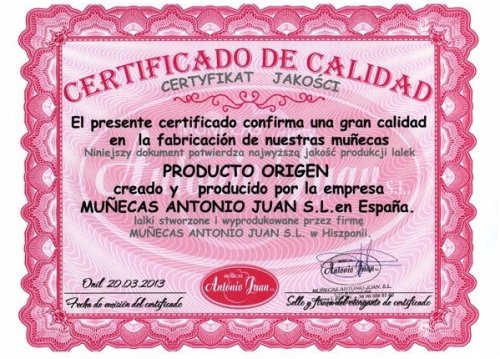 CERTIFICADO DE CALIDAD
CERTYFIKAT JAKOŚCI
El presente certificado confirma una gran calidad
en la fabricación de nuestras muñecas
Niniejszy dokument potwierdza najwyższą jakość produkcji lalek
PRODUCTO ORIGEN
creado y producido por la empresa
MUÑECAS ANTONIO JUAN S.L. en España.
lalki stworzone i wyprodukowane przez firmę
MUÑECAS ANTONIO JUAN S.L. w Hiszpanii.
Onil 20.03.2013
MUÑECAS
Antonio Juan
Antonio Juan
MUÑECAS ANTONIO JUAN, S.L.
Fecha de emisión del certificado
Sello y firma del otorgante de certificado